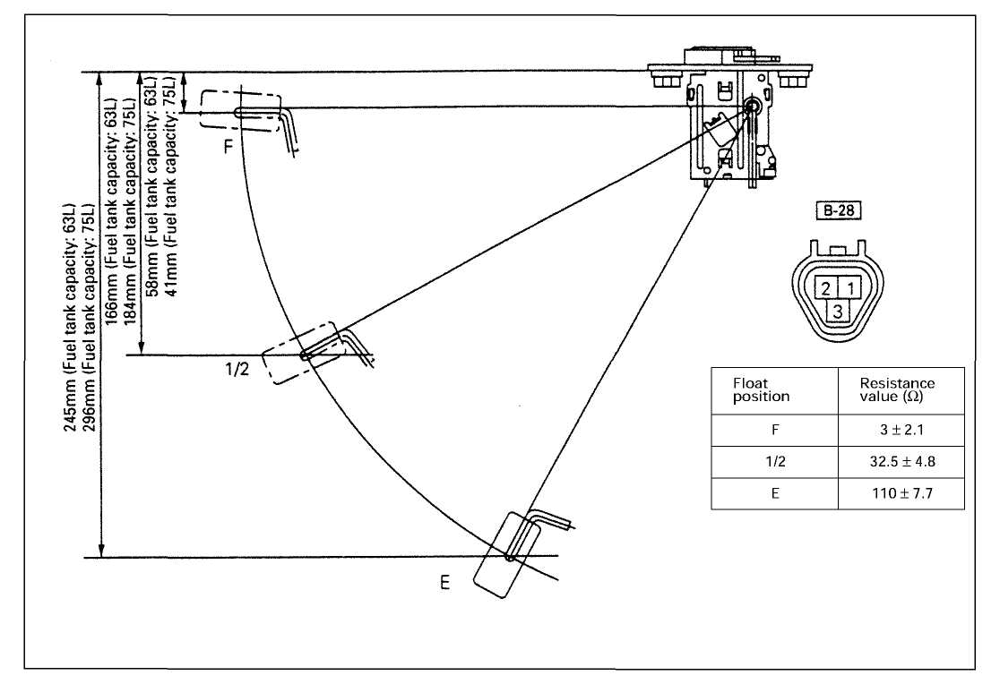 245mm (Fuel tank capacity: 63L)
296mm (Fuel tank capacity: 75L)
166mm (Fuel tank capacity: 63L)
184mm (Fuel tank capacity: 75L)
58mm (Fuel tank capacity: 63L)
41mm (Fuel tank capacity: 75L)
F
1/2
E
B-28
2 1
3
Float position Resistance value (Ω)
F 3 ± 2.1
1/2 32.5 ± 4.8
E 110 ± 7.7